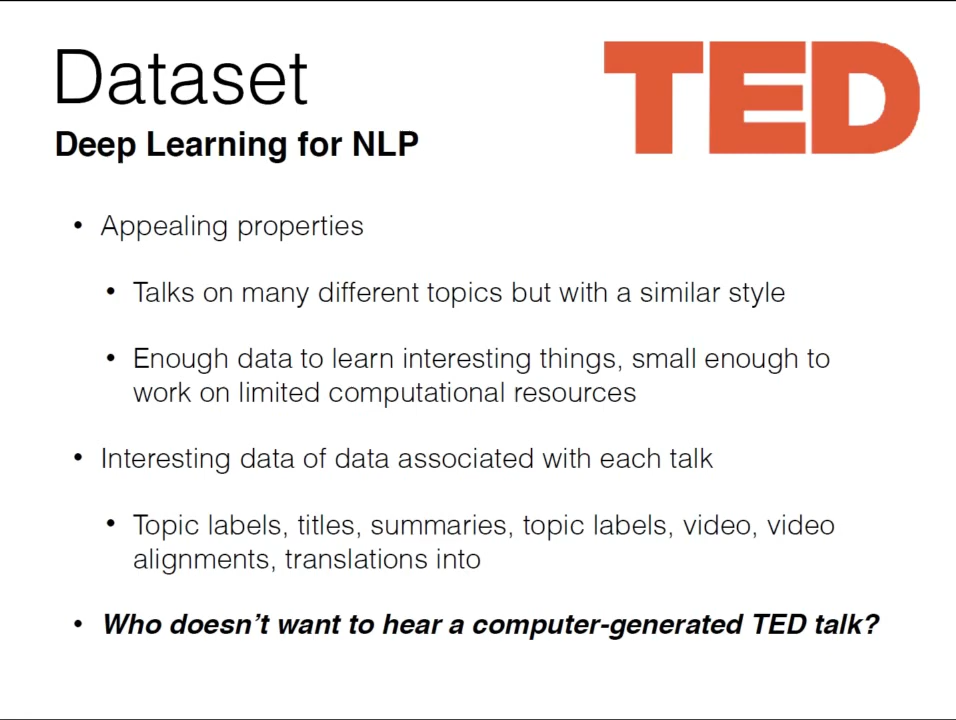 Dataset
TED
Deep Learning for NLP
• Appealing properties
• Talks on many different topics but with a similar style
• Enough data to learn interesting things, small enough to
work on limited computational resources
• Interesting data of data associated with each talk
• Topic labels, titles, summaries, topic labels, video, video
alignments, translations into
• Who doesn't want to hear a computer-generated TED talk?